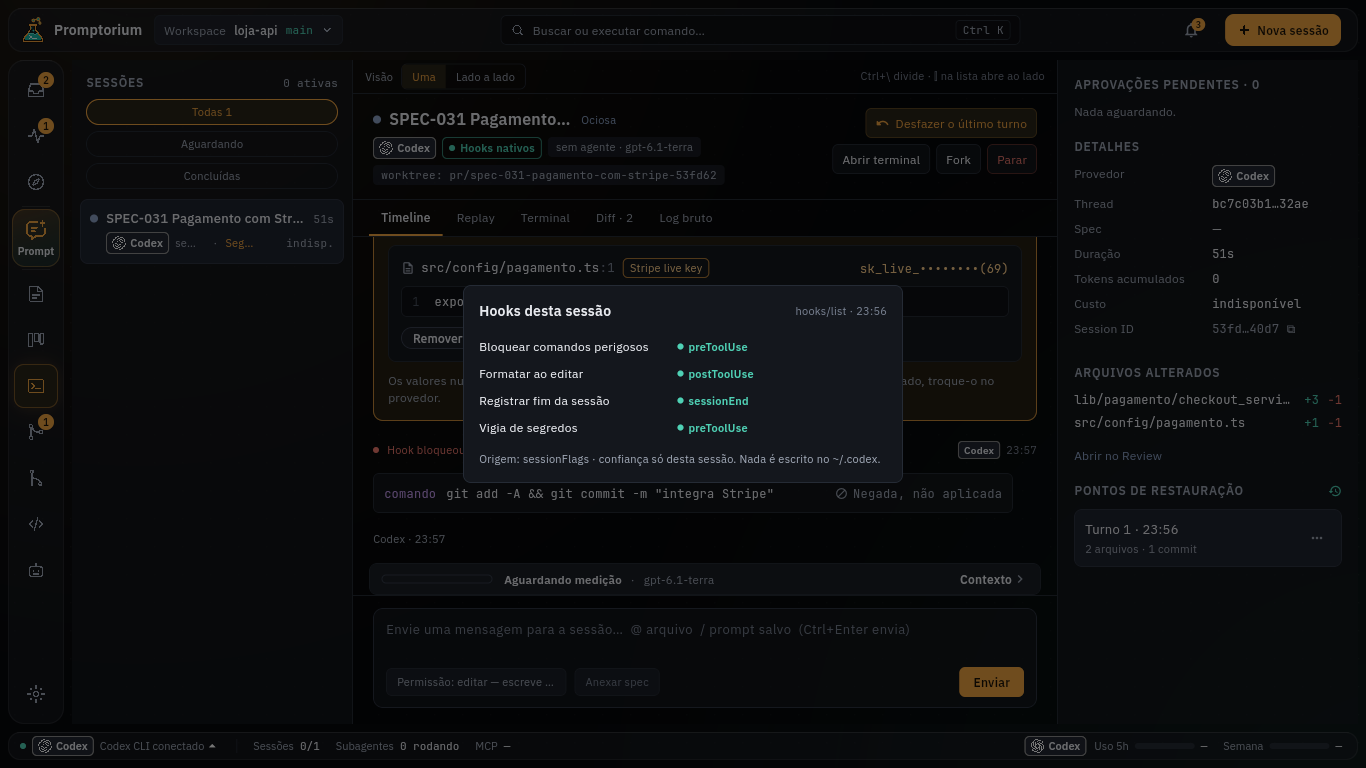 Promptorium
Workspace loja-api main
Buscar ou executar comando...
Ctrl K
3
+ Nova sessão
2
1
Prompt
1
SESSÕES
0 ativas
Todas 1
Aguardando
Concluídas
SPEC-031 Pagamento com Str... 51s
Codex se... · Seg... indisp.
Visão Uma Lado a lado
Ctrl+\ divide · ‖ na lista abre ao lado
SPEC-031 Pagamento... Ociosa
Desfazer o último turno
Codex Hooks nativos sem agente · gpt-6.1-terra
Abrir terminal Fork Parar
worktree: pr/spec-031-pagamento-com-stripe-53fd62
Timeline Replay Terminal Diff · 2 Log bruto
src/config/pagamento.ts:1 Stripe live key sk_live_••••••••(69)
1 expo
Remover
Os valores nu
ado, troque-o no
provedor.
Hooks desta sessão
hooks/list · 23:56
Bloquear comandos perigosos preToolUse
Formatar ao editar postToolUse
Registrar fim da sessão sessionEnd
Vigia de segredos preToolUse
Origem: sessionFlags · confiança só desta sessão. Nada é escrito no ~/.codex.
Hook bloqueou
Codex 23:57
comando git add -A && git commit -m "integra Stripe" Negada, não aplicada
Codex · 23:57
Aguardando medição · gpt-6.1-terra Contexto
Envie uma mensagem para a sessão... @ arquivo / prompt salvo (Ctrl+Enter envia)
Permissão: editar — escreve ... Anexar spec
Enviar
APROVAÇÕES PENDENTES · 0
Nada aguardando.
DETALHES
Provedor Codex
Thread bc7c03b1…32ae
Spec —
Duração 51s
Tokens acumulados 0
Custo indisponível
Session ID 53fd…40d7
ARQUIVOS ALTERADOS
lib/pagamento/checkout_servi… +3 -1
src/config/pagamento.ts +1 -1
Abrir no Review
PONTOS DE RESTAURAÇÃO
Turno 1 · 23:56
2 arquivos · 1 commit
Codex Codex CLI conectado
Sessões 0/1 Subagentes 0 rodando MCP —
Codex Uso 5h — Semana —